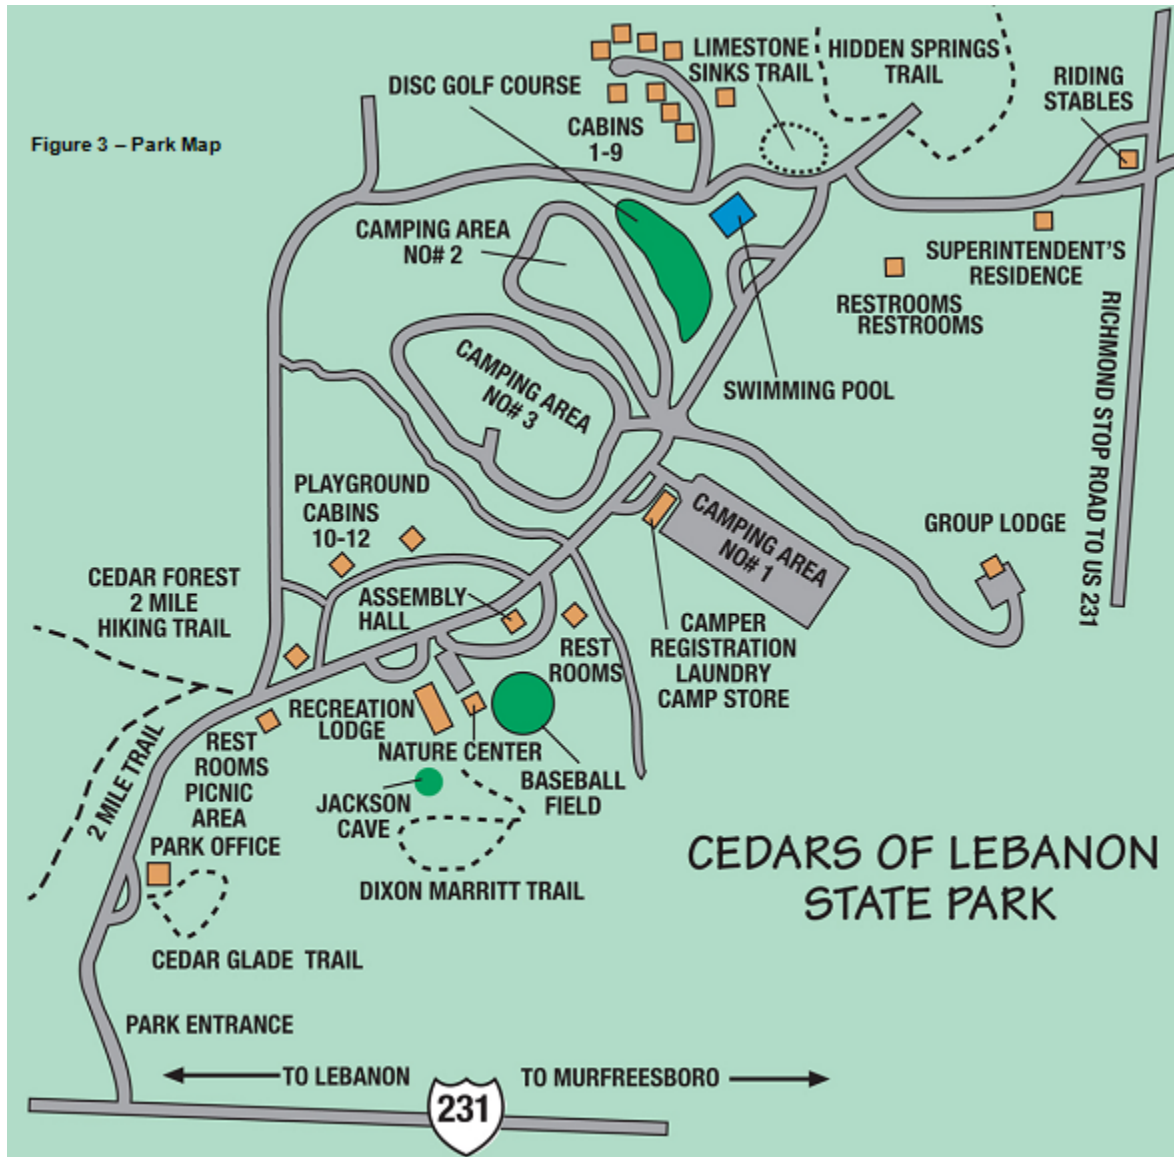 LIMESTONE
SINKS TRAIL
HIDDEN SPRINGS
TRAIL
DISC GOLF COURSE
RIDING
STABLES
Figure 3 – Park Map
CABINS
1-9
CAMPING AREA
NO# 2
SUPERINTENDENT'S
RESIDENCE
RESTROOMS
RESTROOMS
RICHMOND STOP ROAD TO US 231
CAMPING AREA
NO# 3
SWIMMING POOL
PLAYGROUND
CABINS
10-12
CAMPING AREA
NO# 1
GROUP LODGE
CEDAR FOREST
2 MILE
HIKING TRAIL
ASSEMBLY
HALL
REST
ROOMS
CAMPER
REGISTRATION
LAUNDRY
CAMP STORE
RECREATION
LODGE
2 MILE TRAIL
REST
ROOMS
PICNIC
AREA
PARK OFFICE
NATURE CENTER
BASEBALL
FIELD
JACKSON
CAVE
DIXON MARRITT TRAIL
CEDARS OF LEBANON
STATE PARK
CEDAR GLADE TRAIL
PARK ENTRANCE
TO LEBANON
TO MURFREESBORO
231